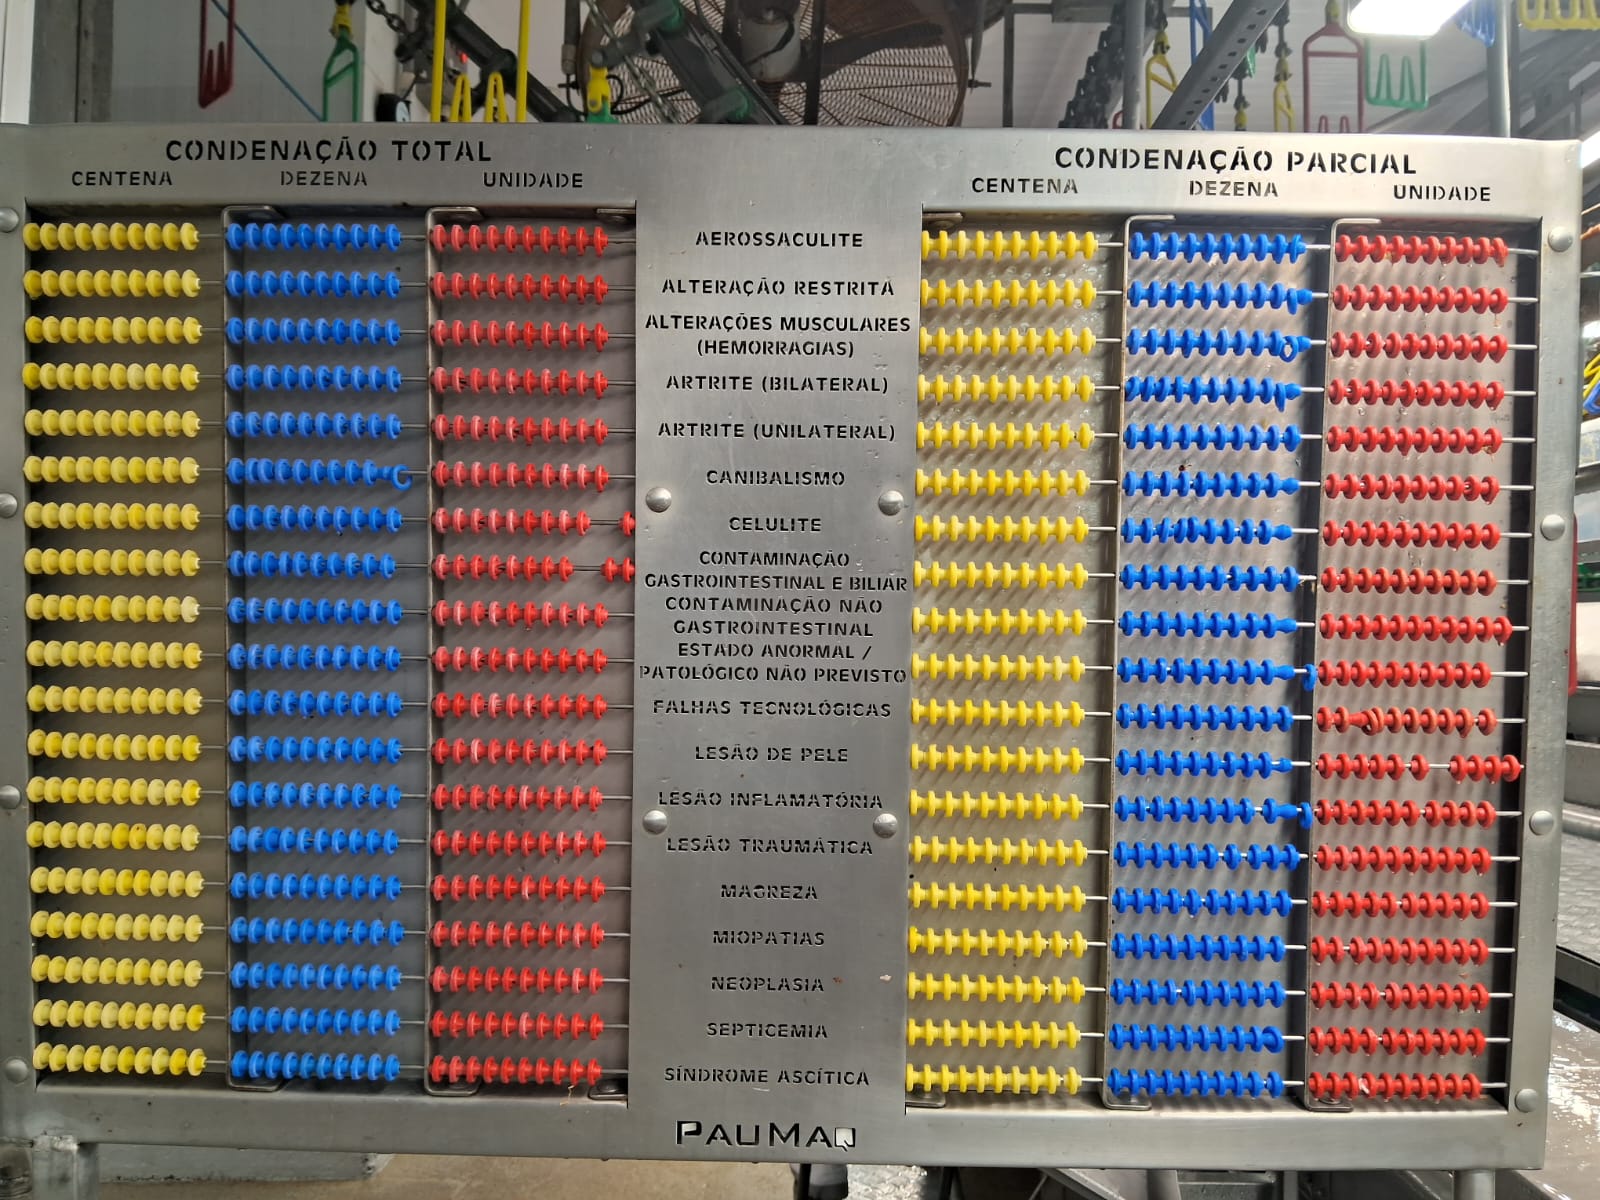 CONDENAÇÃO TOTAL
CENTENA DEZENA UNIDADE
CONDENAÇÃO PARCIAL
CENTENA DEZENA UNIDADE
AEROSSACULITE
ALTERAÇÃO RESTRITA
ALTERAÇÕES MUSCULARES
(HEMORRAGIAS)
ARTRITE (BILATERAL)
ARTRITE (UNILATERAL)
CANIBALISMO
CELULITE
CONTAMINAÇÃO
GASTROINTESTINAL E BILIAR
CONTAMINAÇÃO NÃO
GASTROINTESTINAL
ESTADO ANORMAL /
PATOLÓGICO NÃO PREVISTO
FALHAS TECNOLÓGICAS
LESÃO DE PELE
LESÃO INFLAMATÓRIA
LESÃO TRAUMÁTICA
MAGREZA
MIOPATIAS
NEOPLASIA
SEPTICEMIA
SÍNDROME ASCÍTICA
PAUMAQ